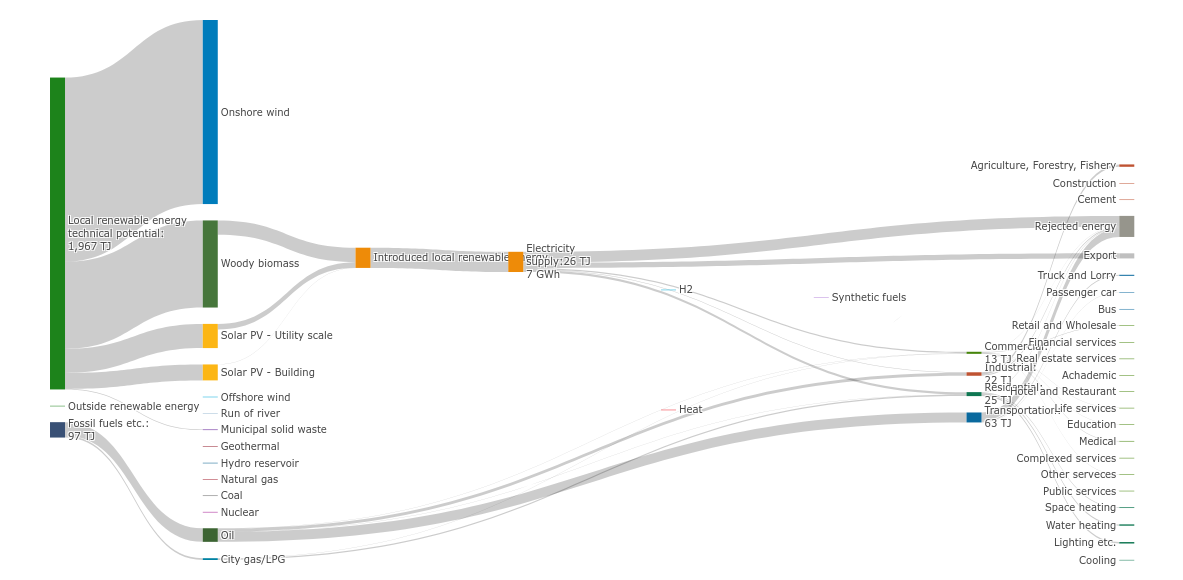 Onshore wind
Local renewable energy
technical potential:
1,967 TJ
Woody biomass
Solar PV - Utility scale
Solar PV - Building
Outside renewable energy
Fossil fuels etc.:
97 TJ
Offshore wind
Run of river
Municipal solid waste
Geothermal
Hydro reservoir
Natural gas
Coal
Nuclear
Oil
City gas/LPG
Introduced local renewable energy
Electricity
supply:26 TJ
7 GWh
H2
Heat
Synthetic fuels
Commercial:
13 TJ
Industrial:
22 TJ
Residential:
25 TJ
Transportation:
63 TJ
Agriculture, Forestry, Fishery
Construction
Cement
Rejected energy
Export
Truck and Lorry
Passenger car
Bus
Retail and Wholesale
Financial services
Real estate services
Achademic
Hotel and Restaurant
Life services
Education
Medical
Complexed services
Other serveces
Public services
Space heating
Water heating
Lighting etc.
Cooling